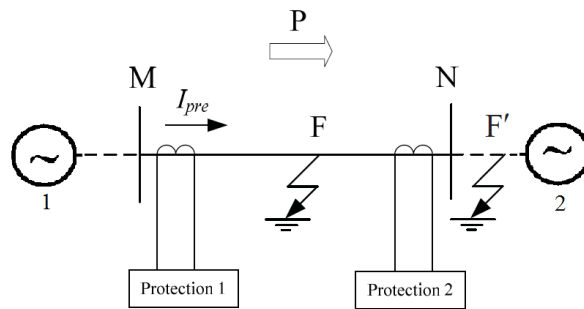 P
M
N
I_pre
F
F'
~
~
1
2
Protection 1
Protection 2